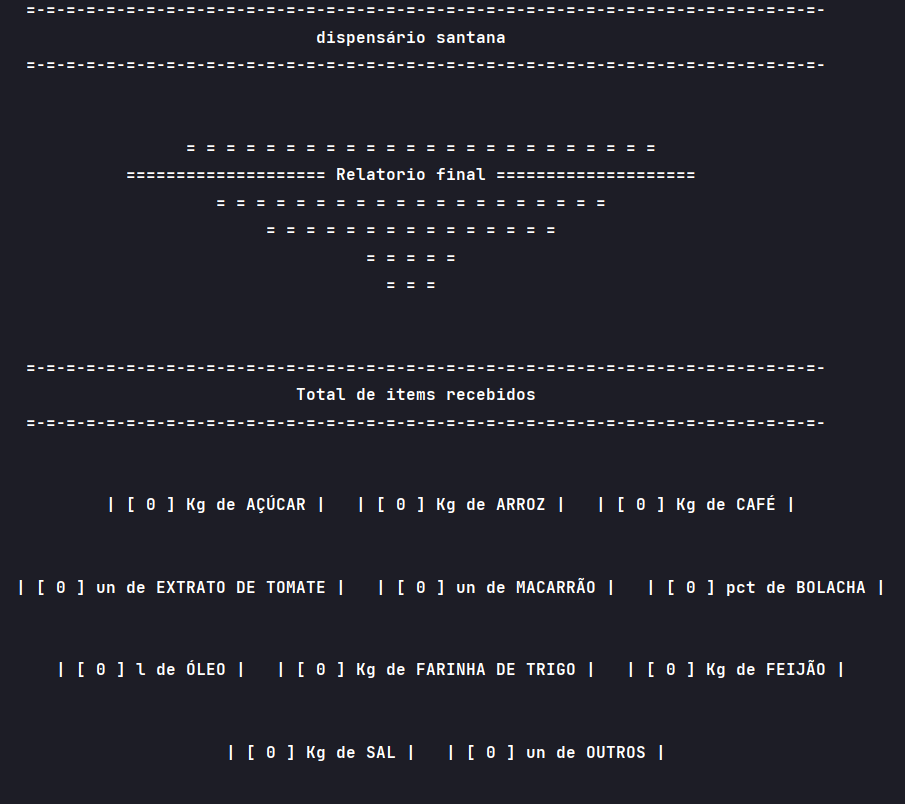 =-=-=-=-=-=-=-=-=-=-=-=-=-=-=-=-=-=-=-=-=-=-=-=-=-=-=-=-=-=-=-=-=-=-=-=-=-=-=-=-
dispensário santana
=-=-=-=-=-=-=-=-=-=-=-=-=-=-=-=-=-=-=-=-=-=-=-=-=-=-=-=-=-=-=-=-=-=-=-=-=-=-=-=-
= = = = = = = = = = = = = = = = = = = = = = = =
==================== Relatorio final ====================
= = = = = = = = = = = = = = = = = = = =
= = = = = = = = = = = = = = =
= = = = =
= = =
=-=-=-=-=-=-=-=-=-=-=-=-=-=-=-=-=-=-=-=-=-=-=-=-=-=-=-=-=-=-=-=-=-=-=-=-=-=-=-=-
Total de items recebidos
=-=-=-=-=-=-=-=-=-=-=-=-=-=-=-=-=-=-=-=-=-=-=-=-=-=-=-=-=-=-=-=-=-=-=-=-=-=-=-=-
| [ 0 ] Kg de AÇÚCAR |   | [ 0 ] Kg de ARROZ |   | [ 0 ] Kg de CAFÉ |
| [ 0 ] un de EXTRATO DE TOMATE |   | [ 0 ] un de MACARRÃO |   | [ 0 ] pct de BOLACHA |
| [ 0 ] l de ÓLEO |   | [ 0 ] Kg de FARINHA DE TRIGO |   | [ 0 ] Kg de FEIJÃO |
| [ 0 ] Kg de SAL |   | [ 0 ] un de OUTROS |